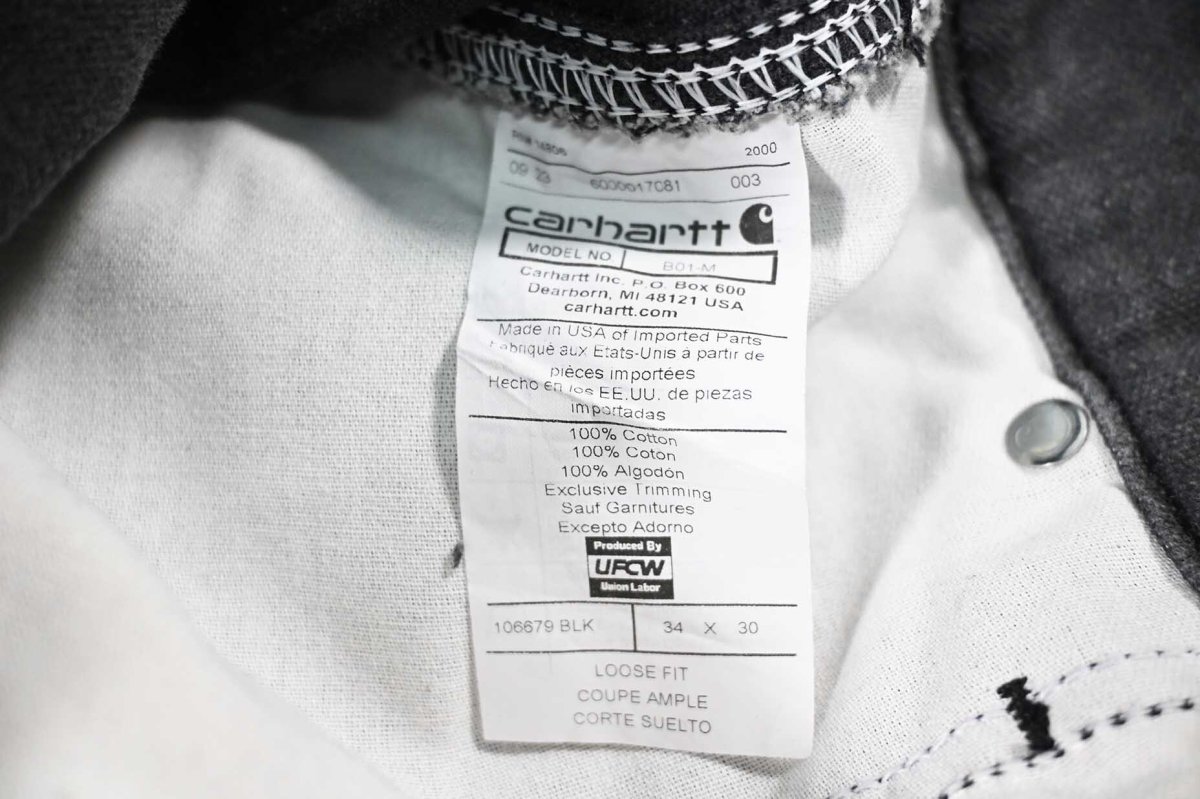 RN# 14806 2000
09 23 6000017C81 003
carhartt
MODEL NO B01-M
Carhartt Inc. P.O. Box 600
Dearborn, MI 48121 USA
carhartt.com
Made in USA of Imported Parts
Fabriqué aux Etats-Unis à partir de
pièces importées
Hecho en los EE.UU. de piezas
importadas
100% Cotton
100% Coton
100% Algodón
Exclusive Trimming
Sauf Garnitures
Excepto Adorno
Produced By
UFCW
Union Labor
106679 BLK 34 X 30
LOOSE FIT
COUPE AMPLE
CORTE SUELTO